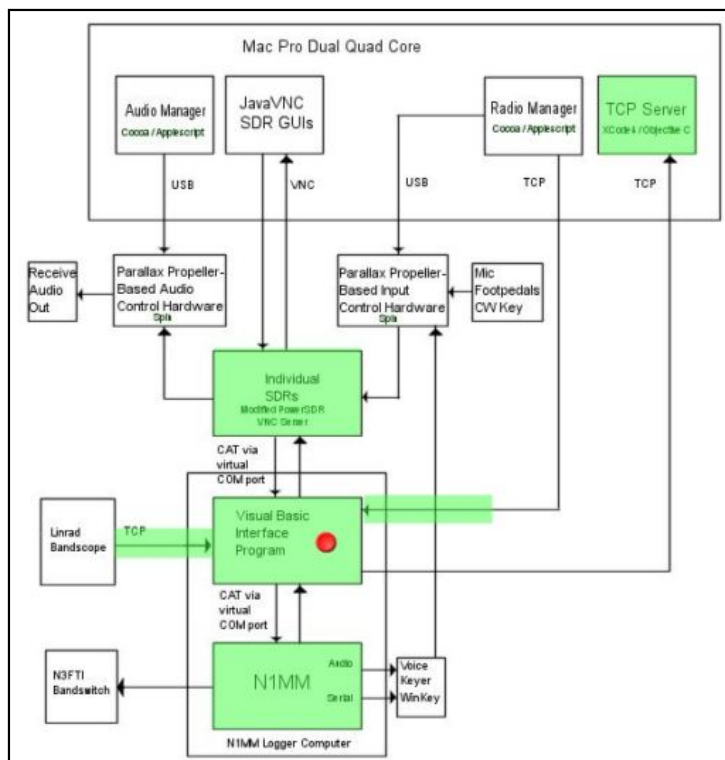 Mac Pro Dual Quad Core
Audio Manager
Cocoa / Applescript
JavaVNC
SDR GUIs
Radio Manager
Cocoa / Applescript
TCP Server
XCode4 / Objective C
USB
VNC
USB
TCP
TCP
Receive
Audio
Out
Parallax Propeller-
Based Audio
Control Hardware
Spin
Parallax Propeller-
Based Input
Control Hardware
Spin
Mic
Footpedals
CW Key
Individual
SDRs
Modified PowerSDR
VNC Server
CAT via
virtual
COM port
Linrad
Bandscope
TCP
Visual Basic
Interface
Program
CAT via
virtual
COM port
N3FTI
Bandswitch
N1MM
Audio
Serial
Voice
Keyer
WinKey
N1MM Logger Computer